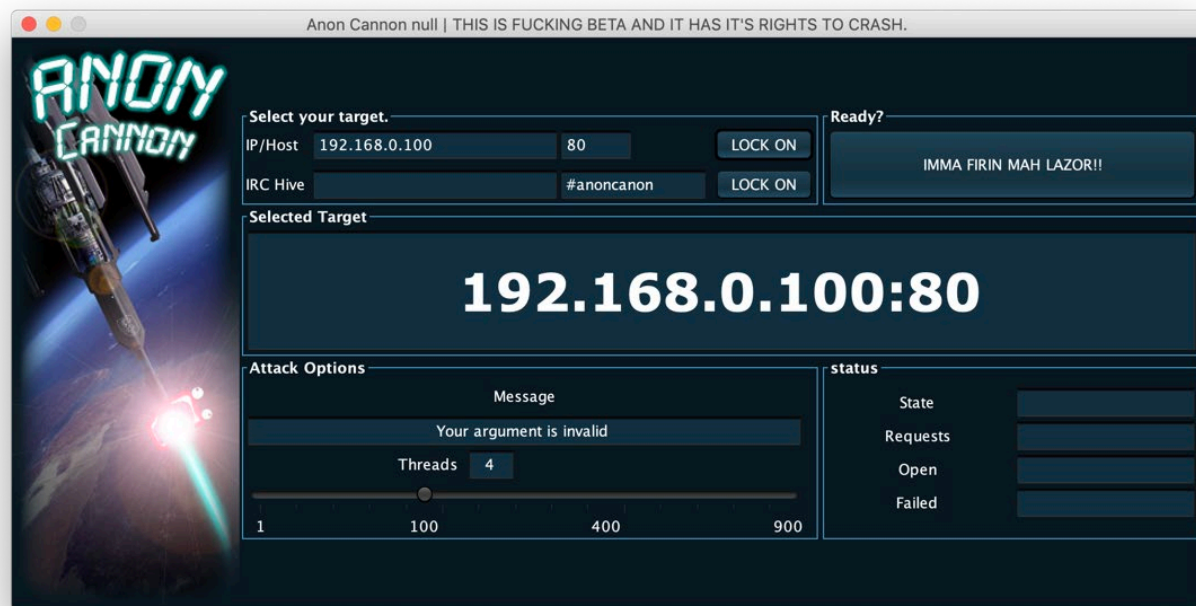 Anon Cannon null | THIS IS FUCKING BETA AND IT HAS IT'S RIGHTS TO CRASH.
ANON
CANNON
Select your target.
IP/Host 192.168.0.100 80 LOCK ON
IRC Hive #anoncanon LOCK ON
Ready?
IMMA FIRIN MAH LAZOR!!
Selected Target
192.168.0.100:80
Attack Options
Message
Your argument is invalid
Threads 4
1 100 400 900
status
State
Requests
Open
Failed